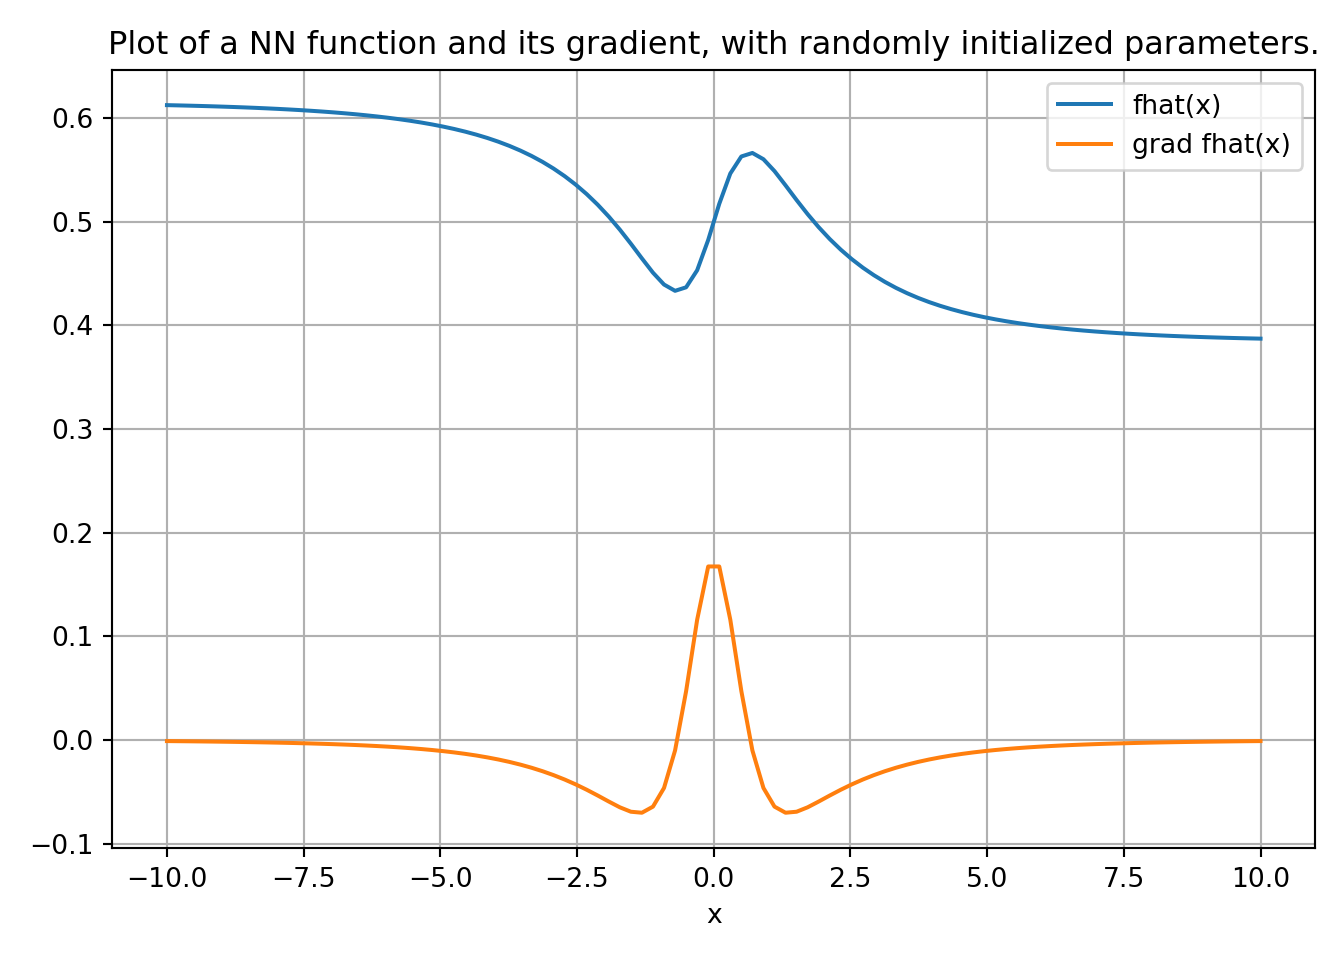 Plot of a NN function and its gradient, with randomly initialized parameters.
fhat(x)
grad fhat(x)
0.6
0.5
0.4
0.3
0.2
0.1
0.0
−0.1
−10.0 −7.5 −5.0 −2.5 0.0 2.5 5.0 7.5 10.0
x